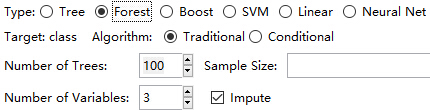 Type: Tree Forest Boost SVM Linear Neural Net
Target: class Algorithm: Traditional Conditional
Number of Trees: 100 Sample Size:
Number of Variables: 3 Impute